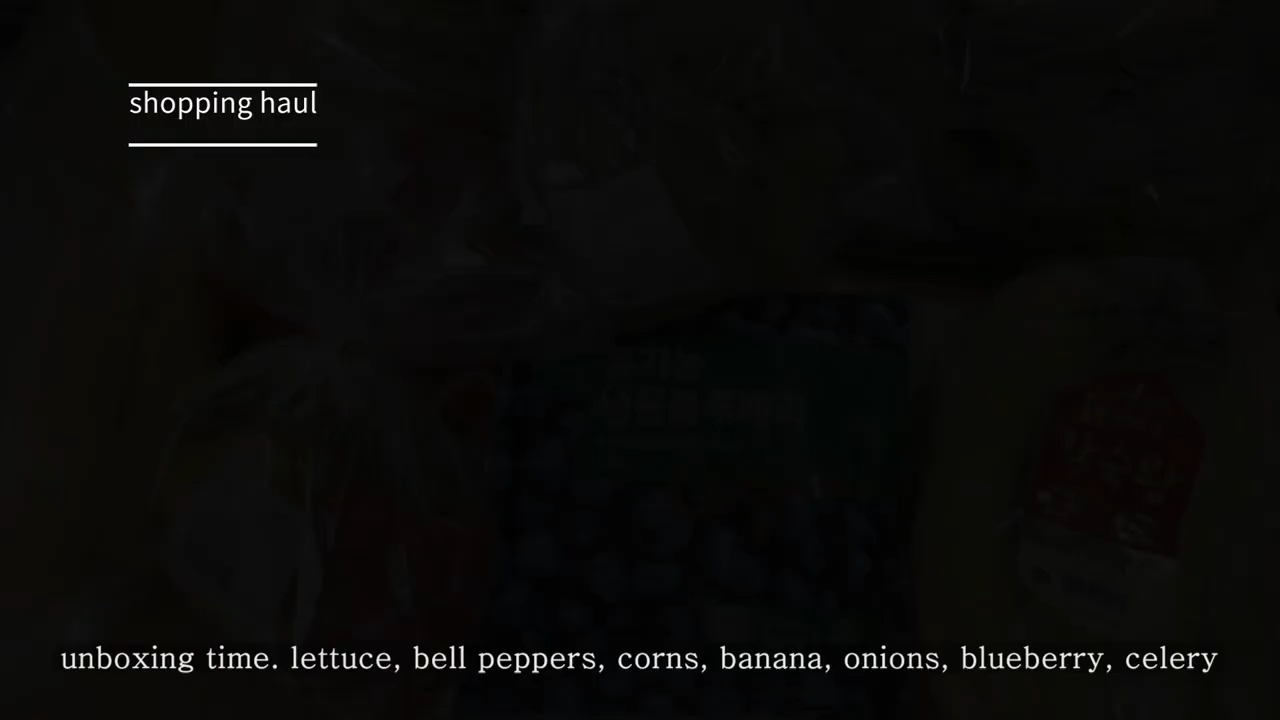 shopping haul
unboxing time. lettuce, bell peppers, corns, banana, onions, blueberry, celery